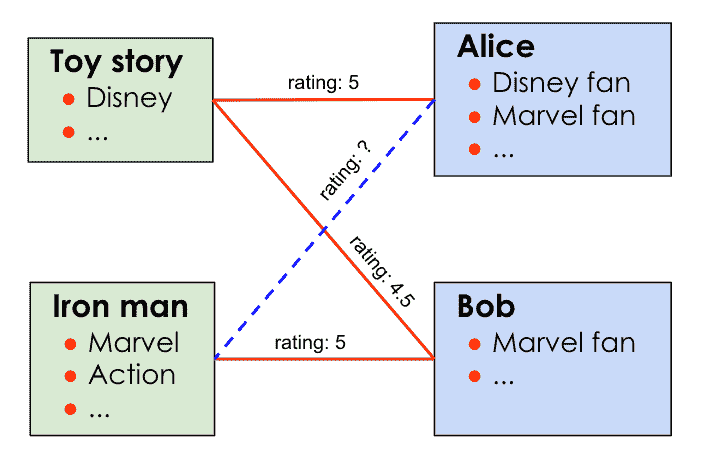 Toy story
• Disney
• ...
rating: 5
Alice
• Disney fan
• Marvel fan
• ...
rating: ?
rating: 4.5
Iron man
• Marvel
• Action
• ...
rating: 5
Bob
• Marvel fan
• ...